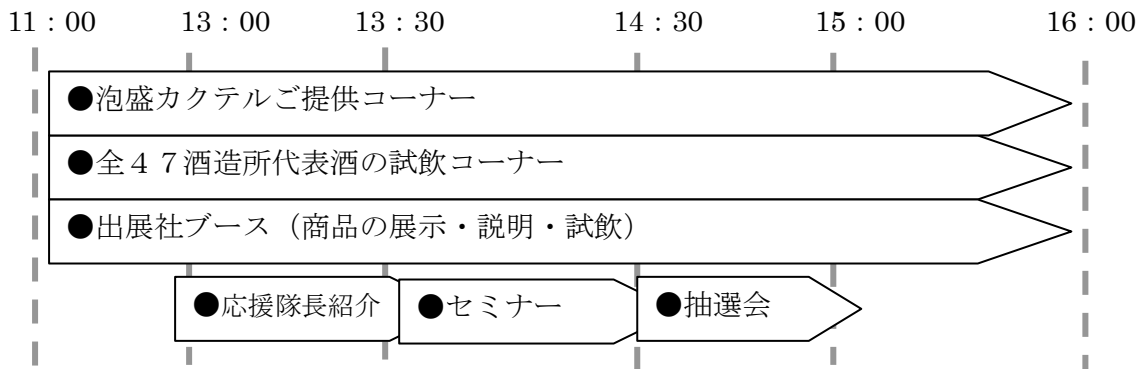 11：00 13：00 13：30 14：30 15：00 16：00
●泡盛カクテルご提供コーナー
●全４７酒造所代表酒の試飲コーナー
●出展社ブース（商品の展示・説明・試飲）
●応援隊長紹介 ●セミナー ●抽選会